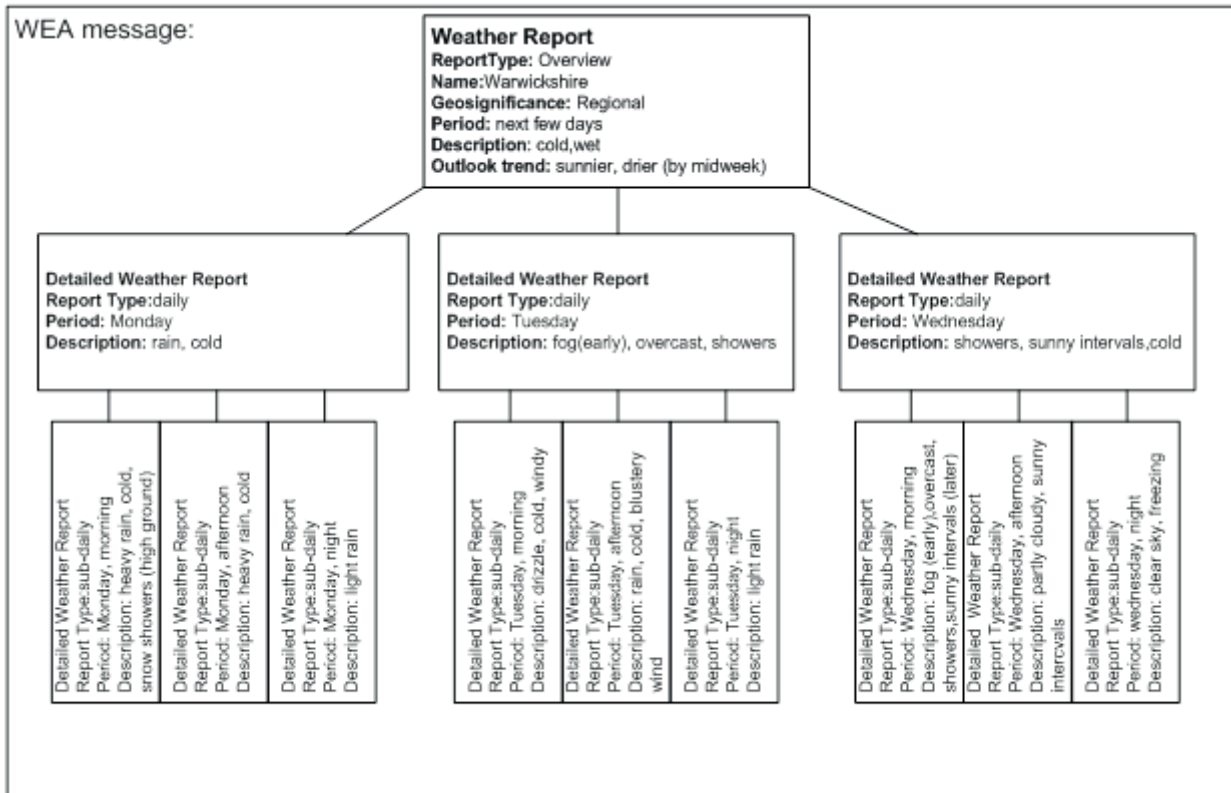 WEA message:
Weather Report
ReportType: Overview
Name:Warwickshire
Geosignificance: Regional
Period: next few days
Description: cold,wet
Outlook trend: sunnier, drier (by midweek)
Detailed Weather Report
Report Type:daily
Period: Monday
Description: rain, cold
Detailed Weather Report
Report Type:daily
Period: Tuesday
Description: fog(early), overcast, showers
Detailed Weather Report
Report Type:daily
Period: Wednesday
Description: showers, sunny intervals,cold
Detailed Weather Report
Report Type:sub-daily
Period: Monday, morning
Description: heavy rain, cold,
snow showers (high ground)
Detailed Weather Report
Report Type:sub-daily
Period: Monday, afternoon
Description: heavy rain, cold
Detailed Weather Report
Report Type:sub-daily
Period: Monday, night
Description: light rain
Detailed Weather Report
Report Type:sub-daily
Period: Tuesday, morning
Description: drizzle, cold, windy
Detailed Weather Report
Report Type:sub-daily
Period: Tuesday, afternoon
Description: rain, cold, blustery
wind
Detailed Weather Report
Report Type:sub-daily
Period: Tuesday, night
Description: light rain
Detailed Weather Report
Report Type:sub-daily
Period: Wednesday, morning
Description: fog (early),overcast,
showers,sunny intervals (later)
Detailed Weather Report
Report Type:sub-daily
Period: Wednesday, afternoon
Description: partly cloudy, sunny
intercvals
Detailed Weather Report
Report Type:sub-daily
Period: wednesday, night
Description: clear sky, freezing